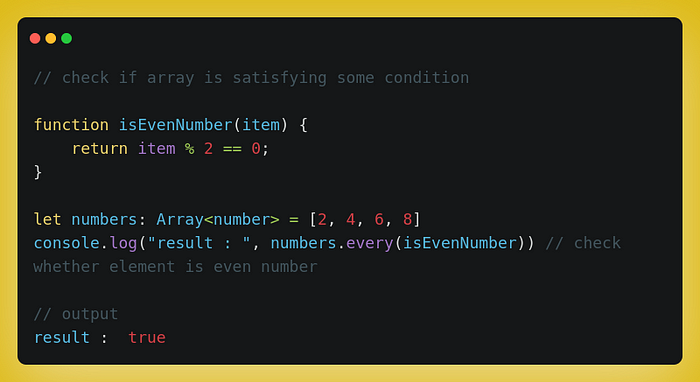 // check if array is satisfying some condition
function isEvenNumber(item) {
    return item % 2 == 0;
}
let numbers: Array<number> = [2, 4, 6, 8]
console.log("result : ", numbers.every(isEvenNumber)) // check
whether element is even number
// output
result :  true